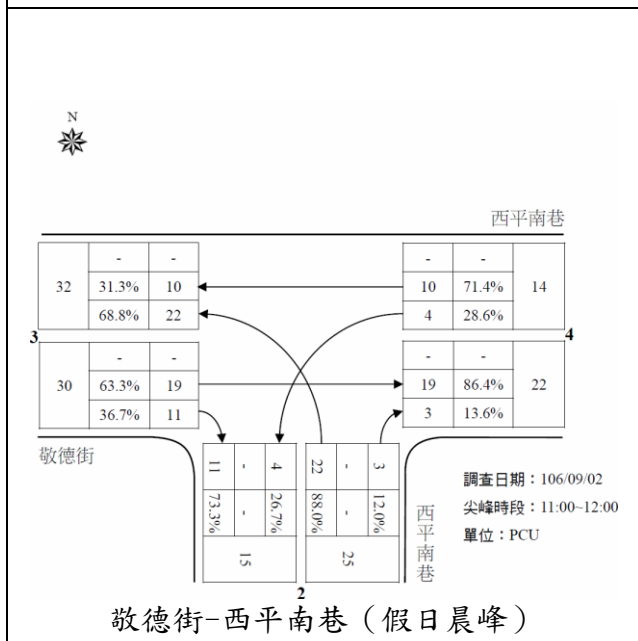 N
西平南巷
- -
32 31.3% 10
68.8% 22
3
- -
10 71.4% 14
4 28.6%
4
- -
30 63.3% 19
36.7% 11
- -
19 86.4% 22
3 13.6%
敬德街
11 - 4
73.3% - 26.7%
15
22 - 3
88.0% - 12.0%
25
2
西平南巷
調查日期：106/09/02
尖峰時段：11:00~12:00
單位：PCU
敬德街-西平南巷（假日晨峰）